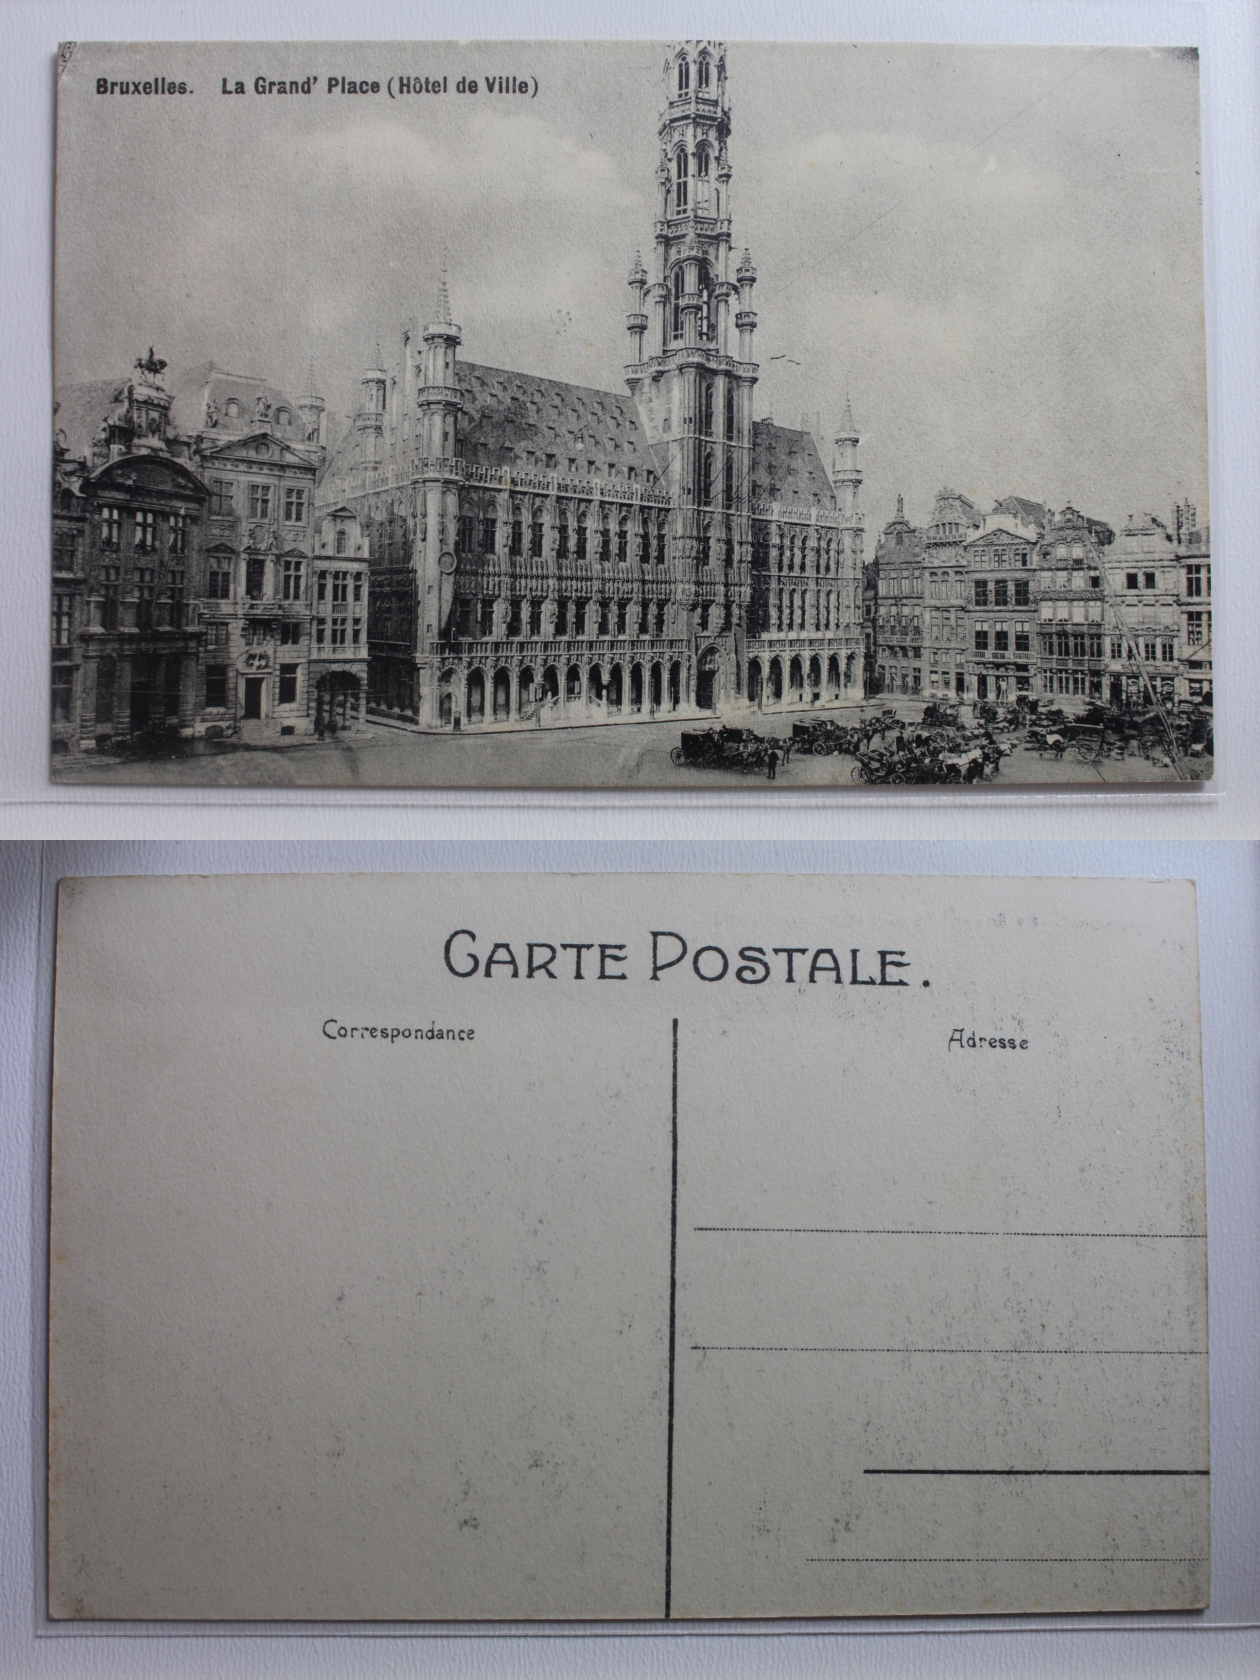 Bruxelles. La Grand' Place (Hôtel de Ville)
CARTE POSTALE.
Correspondance
Adresse